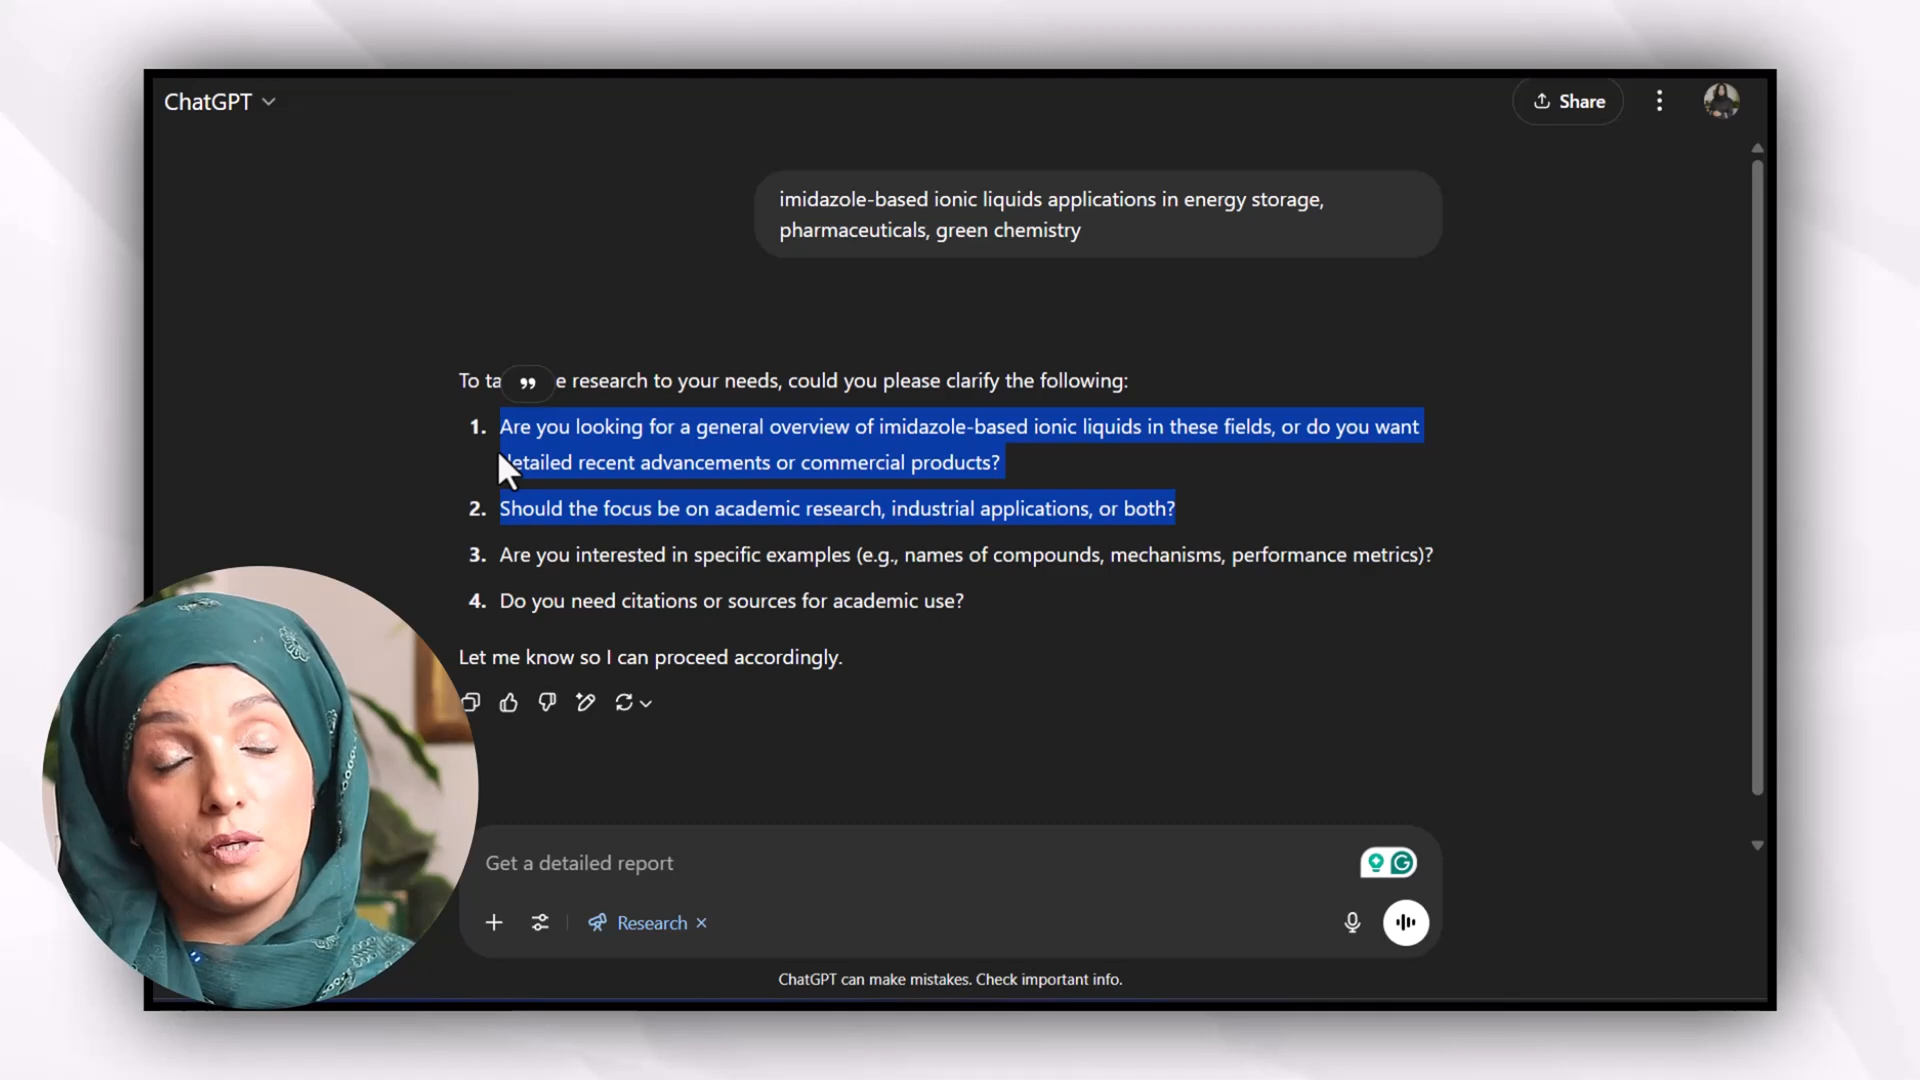 ChatGPT
Share
imidazole-based ionic liquids applications in energy storage,
pharmaceuticals, green chemistry
To ta e research to your needs, could you please clarify the following:
1. Are you looking for a general overview of imidazole-based ionic liquids in these fields, or do you want
detailed recent advancements or commercial products?
2. Should the focus be on academic research, industrial applications, or both?
3. Are you interested in specific examples (e.g., names of compounds, mechanisms, performance metrics)?
4. Do you need citations or sources for academic use?
Let me know so I can proceed accordingly.
Get a detailed report
Research
ChatGPT can make mistakes. Check important info.